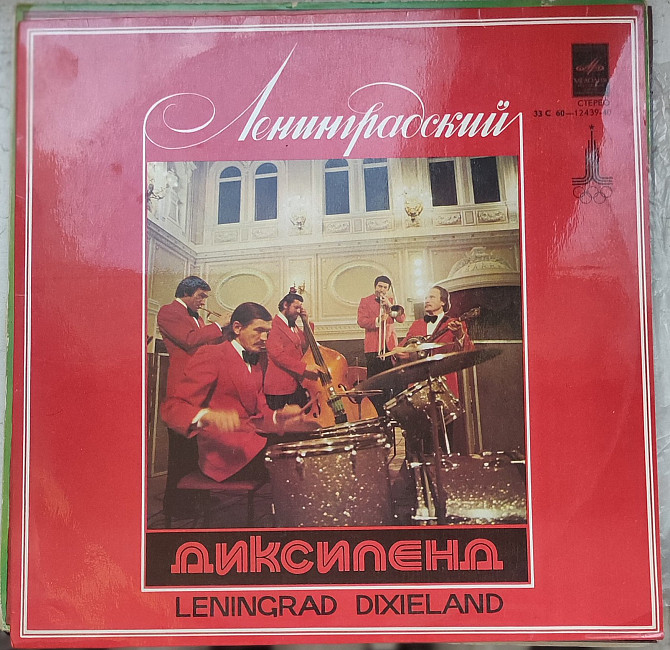 Ленинградский
МЕЛОДИЯ
СТЕРЕО
33 С 60—12439-40
ДИКСИЛЕНД
LENINGRAD DIXIELAND